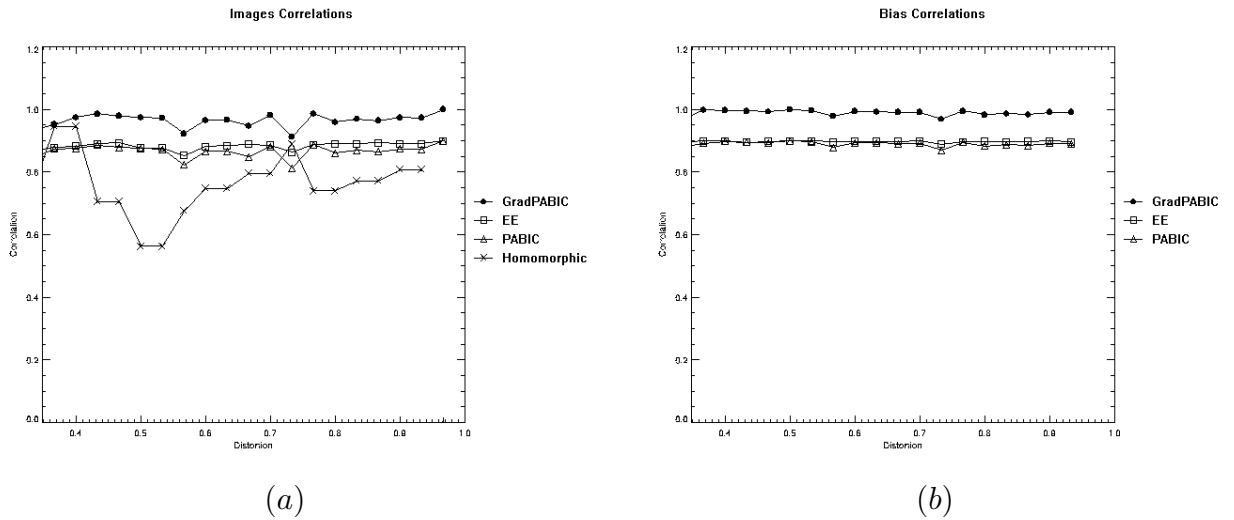 Images Correlations
1.2
1.0
0.8
0.6
0.4
0.2
0.0
Correlation
0.4 0.5 0.6 0.7 0.8 0.9 1.0
Distortion
GradPABIC
EE
PABIC
Homomorphic
(a)
Bias Correlations
1.2
1.0
0.8
0.6
0.4
0.2
0.0
Correlation
0.4 0.5 0.6 0.7 0.8 0.9 1.0
Distortion
GradPABIC
EE
PABIC
(b)